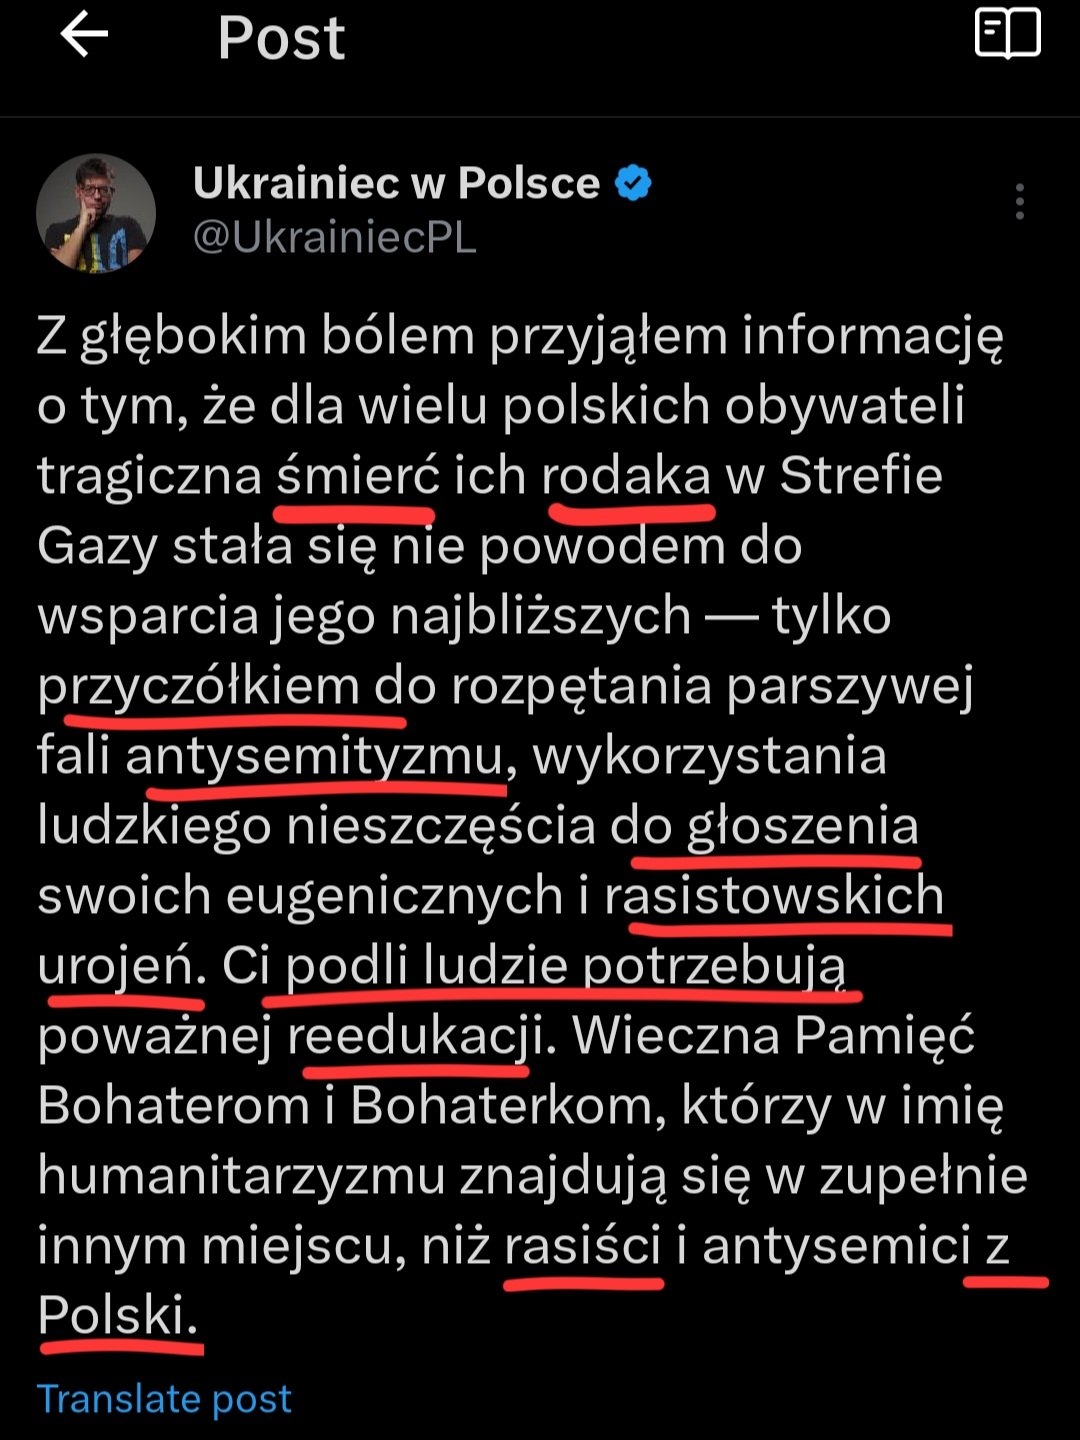 Post
Ukrainiec w Polsce
@UkrainiecPL
Z głębokim bólem przyjąłem informację
o tym, że dla wielu polskich obywateli
tragiczna śmierć ich rodaka w Strefie
Gazy stała się nie powodem do
wsparcia jego najbliższych — tylko
przyczółkiem do rozpętania parszywej
fali antysemityzmu, wykorzystania
ludzkiego nieszczęścia do głoszenia
swoich eugenicznych i rasistowskich
urojeń. Ci podli ludzie potrzebują
poważnej reedukacji. Wieczna Pamięć
Bohaterom i Bohaterkom, którzy w imię
humanitarzyzmu znajdują się w zupełnie
innym miejscu, niż rasiści i antysemici z
Polski.
Translate post